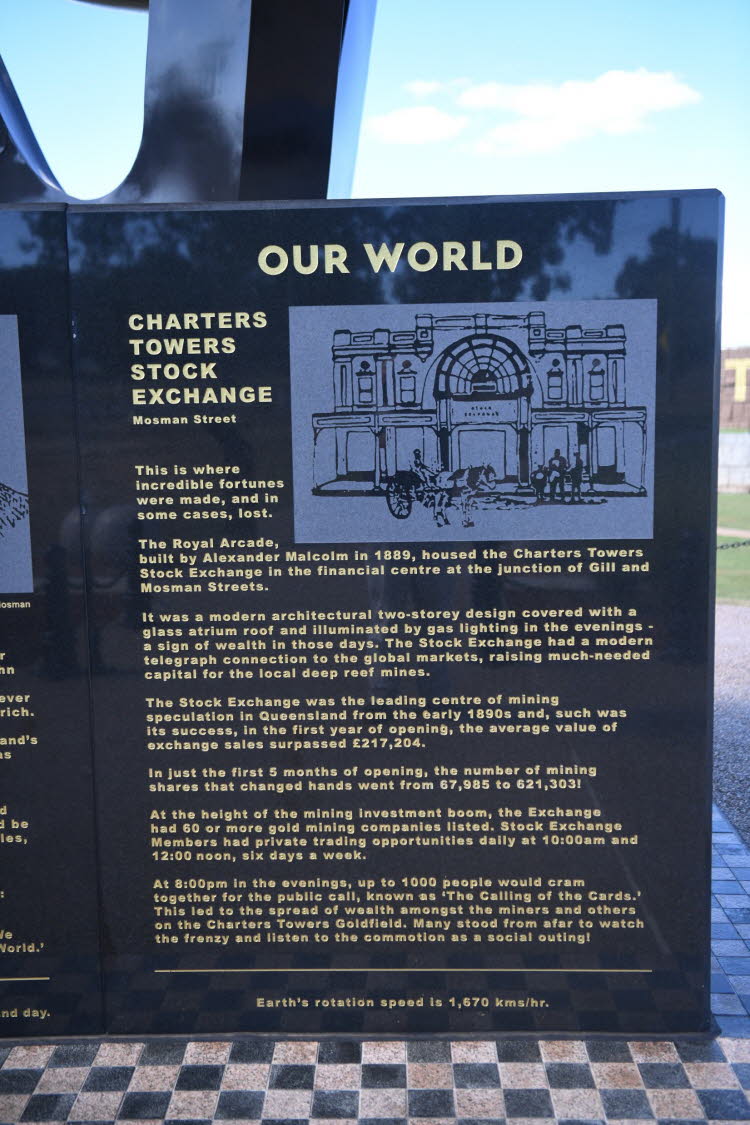 OUR WORLD
CHARTERS
TOWERS
STOCK
EXCHANGE
Mosman Street
STOCK
EXCHANGE
This is where
incredible fortunes
were made, and in
some cases, lost.
The Royal Arcade,
built by Alexander Malcolm in 1889, housed the Charters Towers
Stock Exchange in the financial centre at the junction of Gill and
Mosman Streets.
It was a modern architectural two-storey design covered with a
glass atrium roof and illuminated by gas lighting in the evenings -
a sign of wealth in those days. The Stock Exchange had a modern
telegraph connection to the global markets, raising much-needed
capital for the local deep reef mines.
The Stock Exchange was the leading centre of mining
speculation in Queensland from the early 1890s and, such was
its success, in the first year of opening, the average value of
exchange sales surpassed £217,204.
In just the first 5 months of opening, the number of mining
shares that changed hands went from 67,985 to 621,303!
At the height of the mining investment boom, the Exchange
had 60 or more gold mining companies listed. Stock Exchange
Members had private trading opportunities daily at 10:00am and
12:00 noon, six days a week.
At 8:00pm in the evenings, up to 1000 people would cram
together for the public call, known as 'The Calling of the Cards.'
This led to the spread of wealth amongst the miners and others
on the Charters Towers Goldfield. Many stood from afar to watch
the frenzy and listen to the commotion as a social outing!
Earth's rotation speed is 1,670 kms/hr.
rich.
World.'
day.